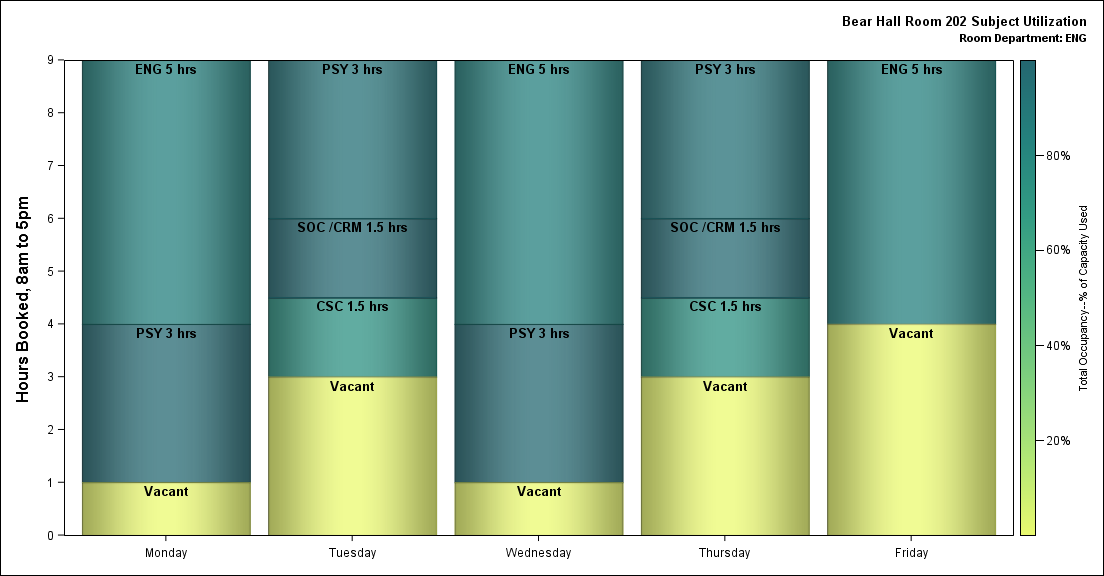 Bear Hall Room 202 Subject Utilization
Room Department: ENG
Hours Booked, 8am to 5pm
9
8
7
6
5
4
3
2
1
0
ENG 5 hrs
PSY 3 hrs
Vacant
PSY 3 hrs
SOC /CRM 1.5 hrs
CSC 1.5 hrs
Vacant
ENG 5 hrs
PSY 3 hrs
Vacant
PSY 3 hrs
SOC /CRM 1.5 hrs
CSC 1.5 hrs
Vacant
ENG 5 hrs
Vacant
Monday
Tuesday
Wednesday
Thursday
Friday
80%
60%
40%
20%
Total Occupancy--% of Capacity Used